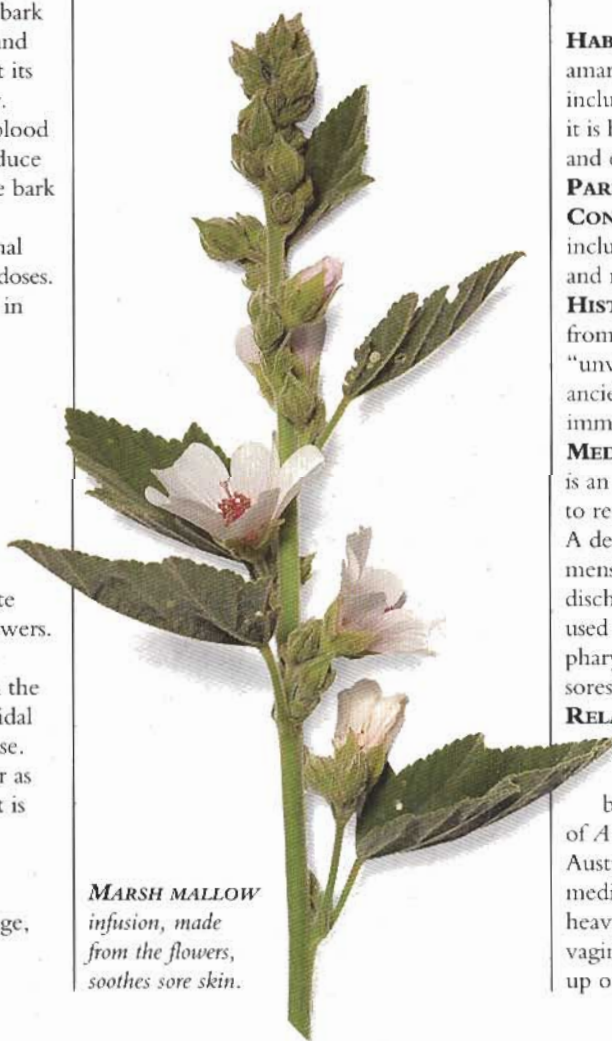 bark
and
t its
.
blood
duce
e bark
nal
doses.
in
te
wers.
the
idal
se.
r as
t is
ge,
MARSH MALLOW
infusion, made
from the flowers,
soothes sore skin.
HAB
amar
inclu
it is h
and c
PAR
CON
inclu
and r
HIST
from
“unv
ancie
imm
MED
is an
to re
A de
mens
disch
used
phar
sores
RELA
b
of A
Aust
medi
heav
vagin
up o